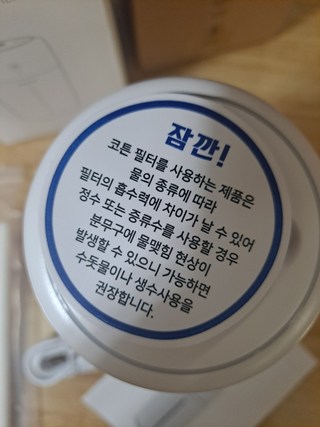 잠깐!
코튼 필터를 사용하는 제품은
물의 종류에 따라
필터의 흡수력에 차이가 날 수 있어
정수 또는 증류수를 사용할 경우
분무구에 물맺힘 현상이
발생할 수 있으니 가능하면
수돗물이나 생수사용을
권장합니다.